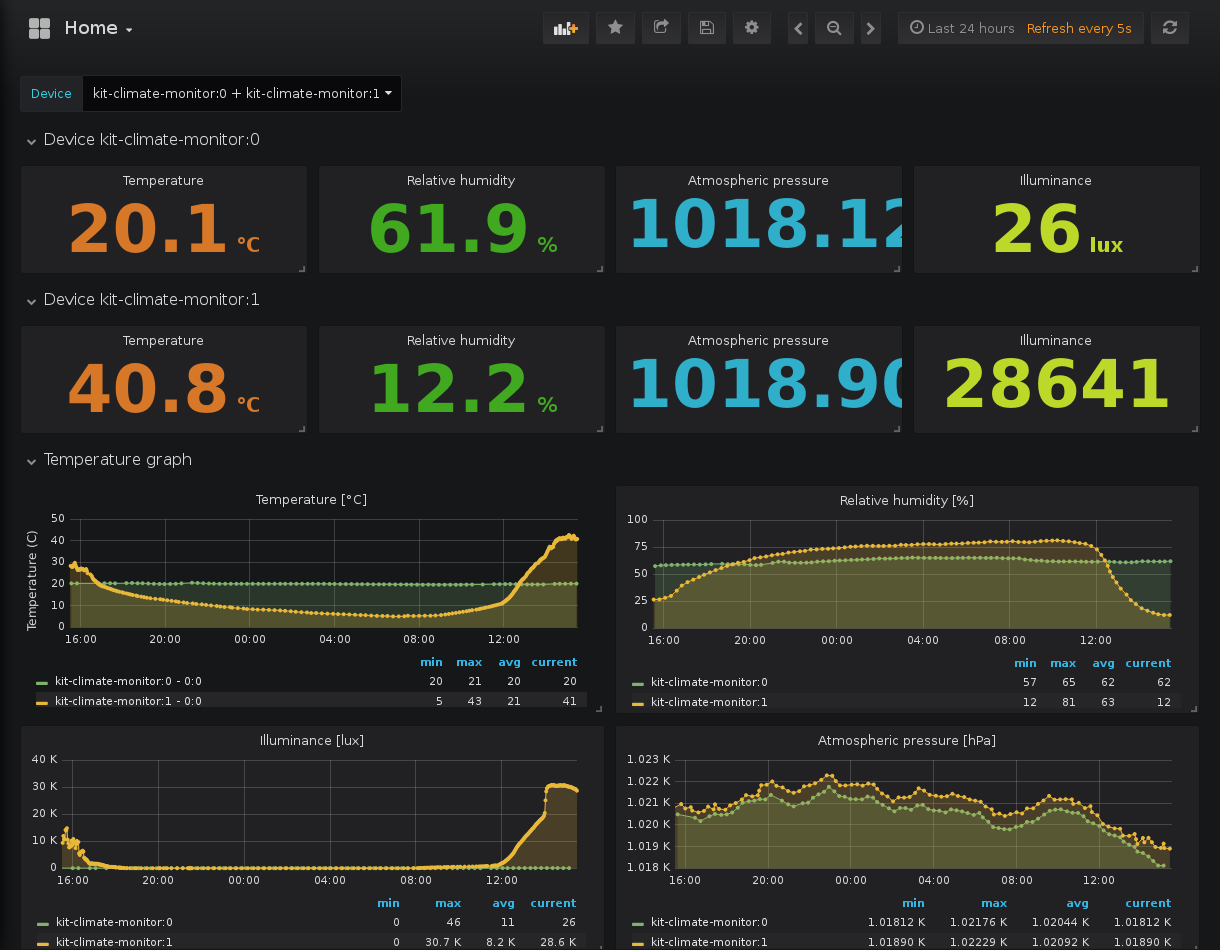 Home
Last 24 hours Refresh every 5s
Device kit-climate-monitor:0 + kit-climate-monitor:1
Device kit-climate-monitor:0
Temperature Relative humidity Atmospheric pressure Illuminance
20.1 °C 61.9 % 1018.12 26 lux
Device kit-climate-monitor:1
Temperature Relative humidity Atmospheric pressure Illuminance
40.8 °C 12.2 % 1018.90 28641
Temperature graph
Temperature [°C]
Temperature (C)
50
40
30
20
10
0
16:00 20:00 00:00 04:00 08:00 12:00
min max avg current
kit-climate-monitor:0 - 0:0 20 21 20 20
kit-climate-monitor:1 - 0:0 5 43 21 41
Relative humidity [%]
100
75
50
25
0
16:00 20:00 00:00 04:00 08:00 12:00
min max avg current
kit-climate-monitor:0 57 65 62 62
kit-climate-monitor:1 12 81 63 12
Illuminance [lux]
40 K
30 K
20 K
10 K
0
16:00 20:00 00:00 04:00 08:00 12:00
min max avg current
kit-climate-monitor:0 0 46 11 26
kit-climate-monitor:1 0 30.7 K 8.2 K 28.6 K
Atmospheric pressure [hPa]
1.023 K
1.022 K
1.021 K
1.020 K
1.019 K
1.018 K
16:00 20:00 00:00 04:00 08:00 12:00
min max avg current
kit-climate-monitor:0 1.01812 K 1.02176 K 1.02044 K 1.01812 K
kit-climate-monitor:1 1.01890 K 1.02229 K 1.02092 K 1.01890 K